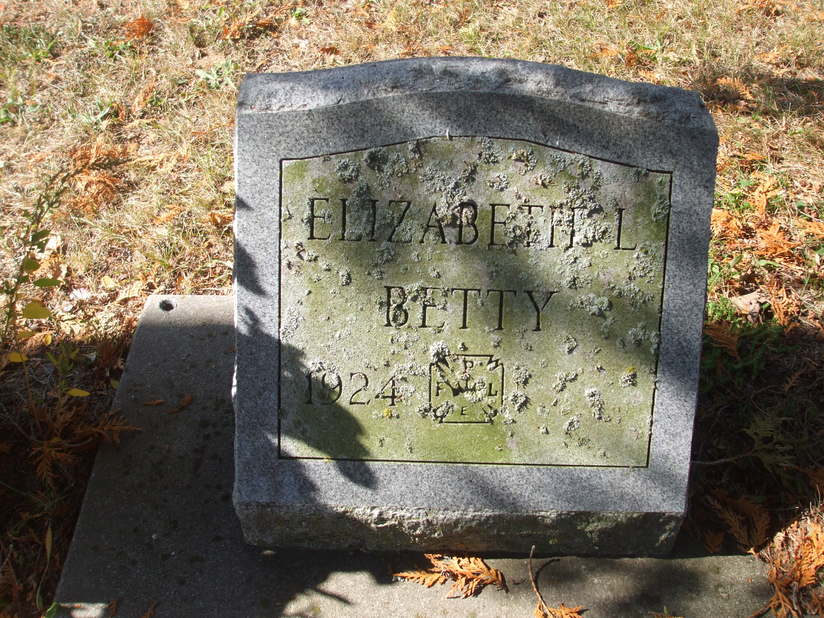 ELIZABETH L
BETTY
1924
P
F L
E